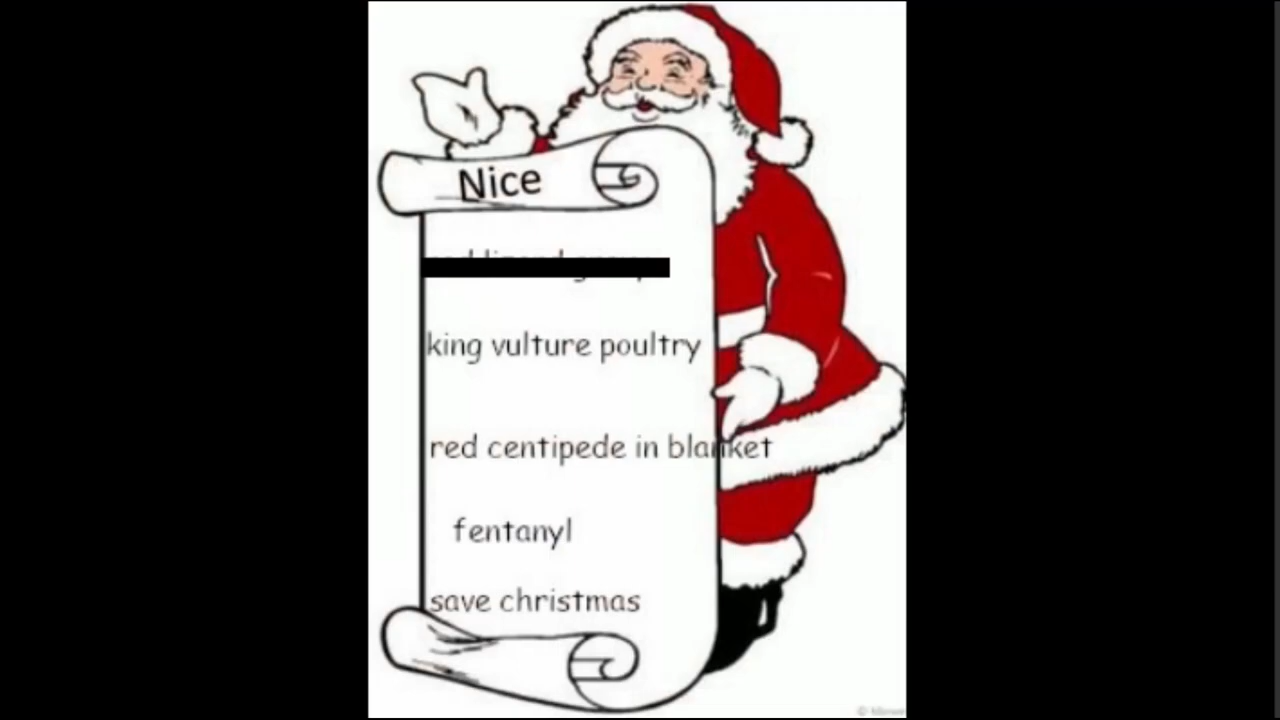 Nice
king vulture poultry
red centipede in blanket
fentanyl
save christmas